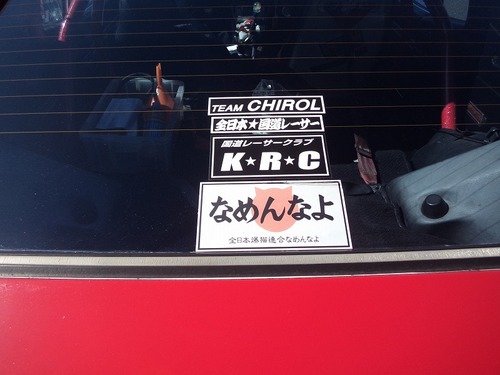 TEAM CHIROL
全日本★国道レーサー
国道レーサークラブ
K★R★C
なめんなよ
全日本爆猫連合なめんなよ